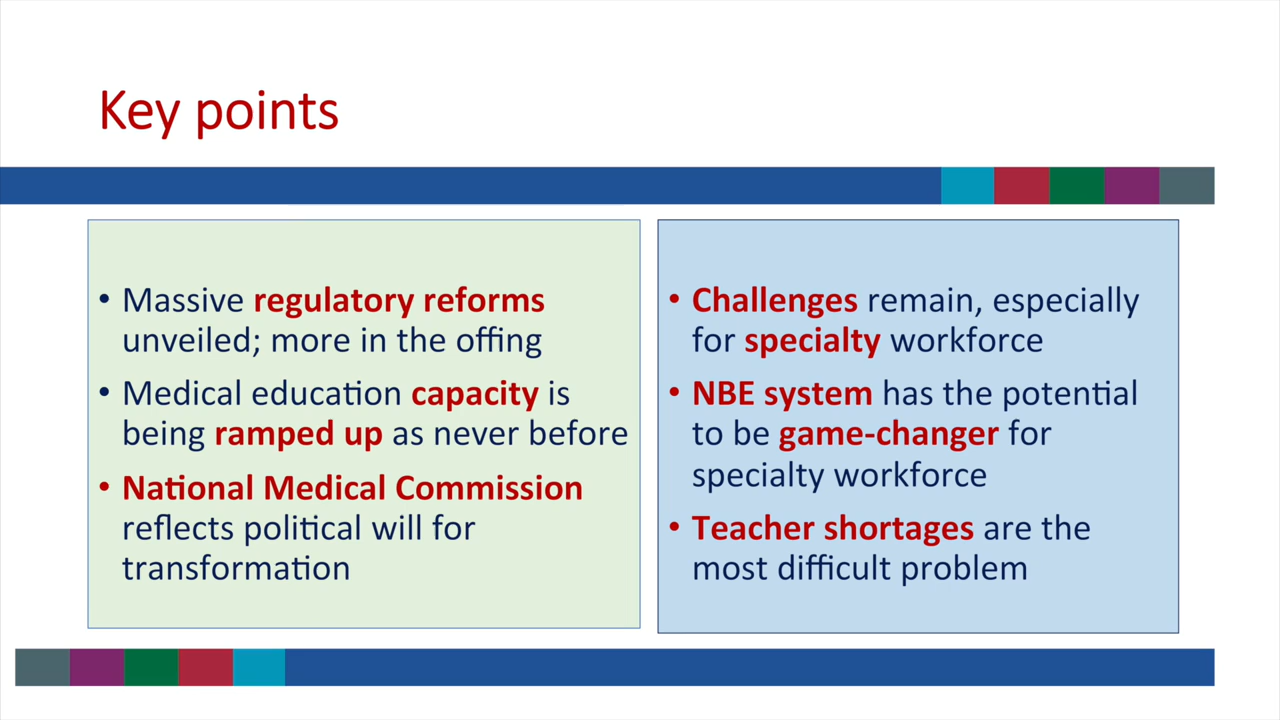 Key points
• Massive regulatory reforms
unveiled; more in the offing
• Medical education capacity is
being ramped up as never before
• National Medical Commission
reflects political will for
transformation
• Challenges remain, especially
for specialty workforce
• NBE system has the potential
to be game-changer for
specialty workforce
• Teacher shortages are the
most difficult problem